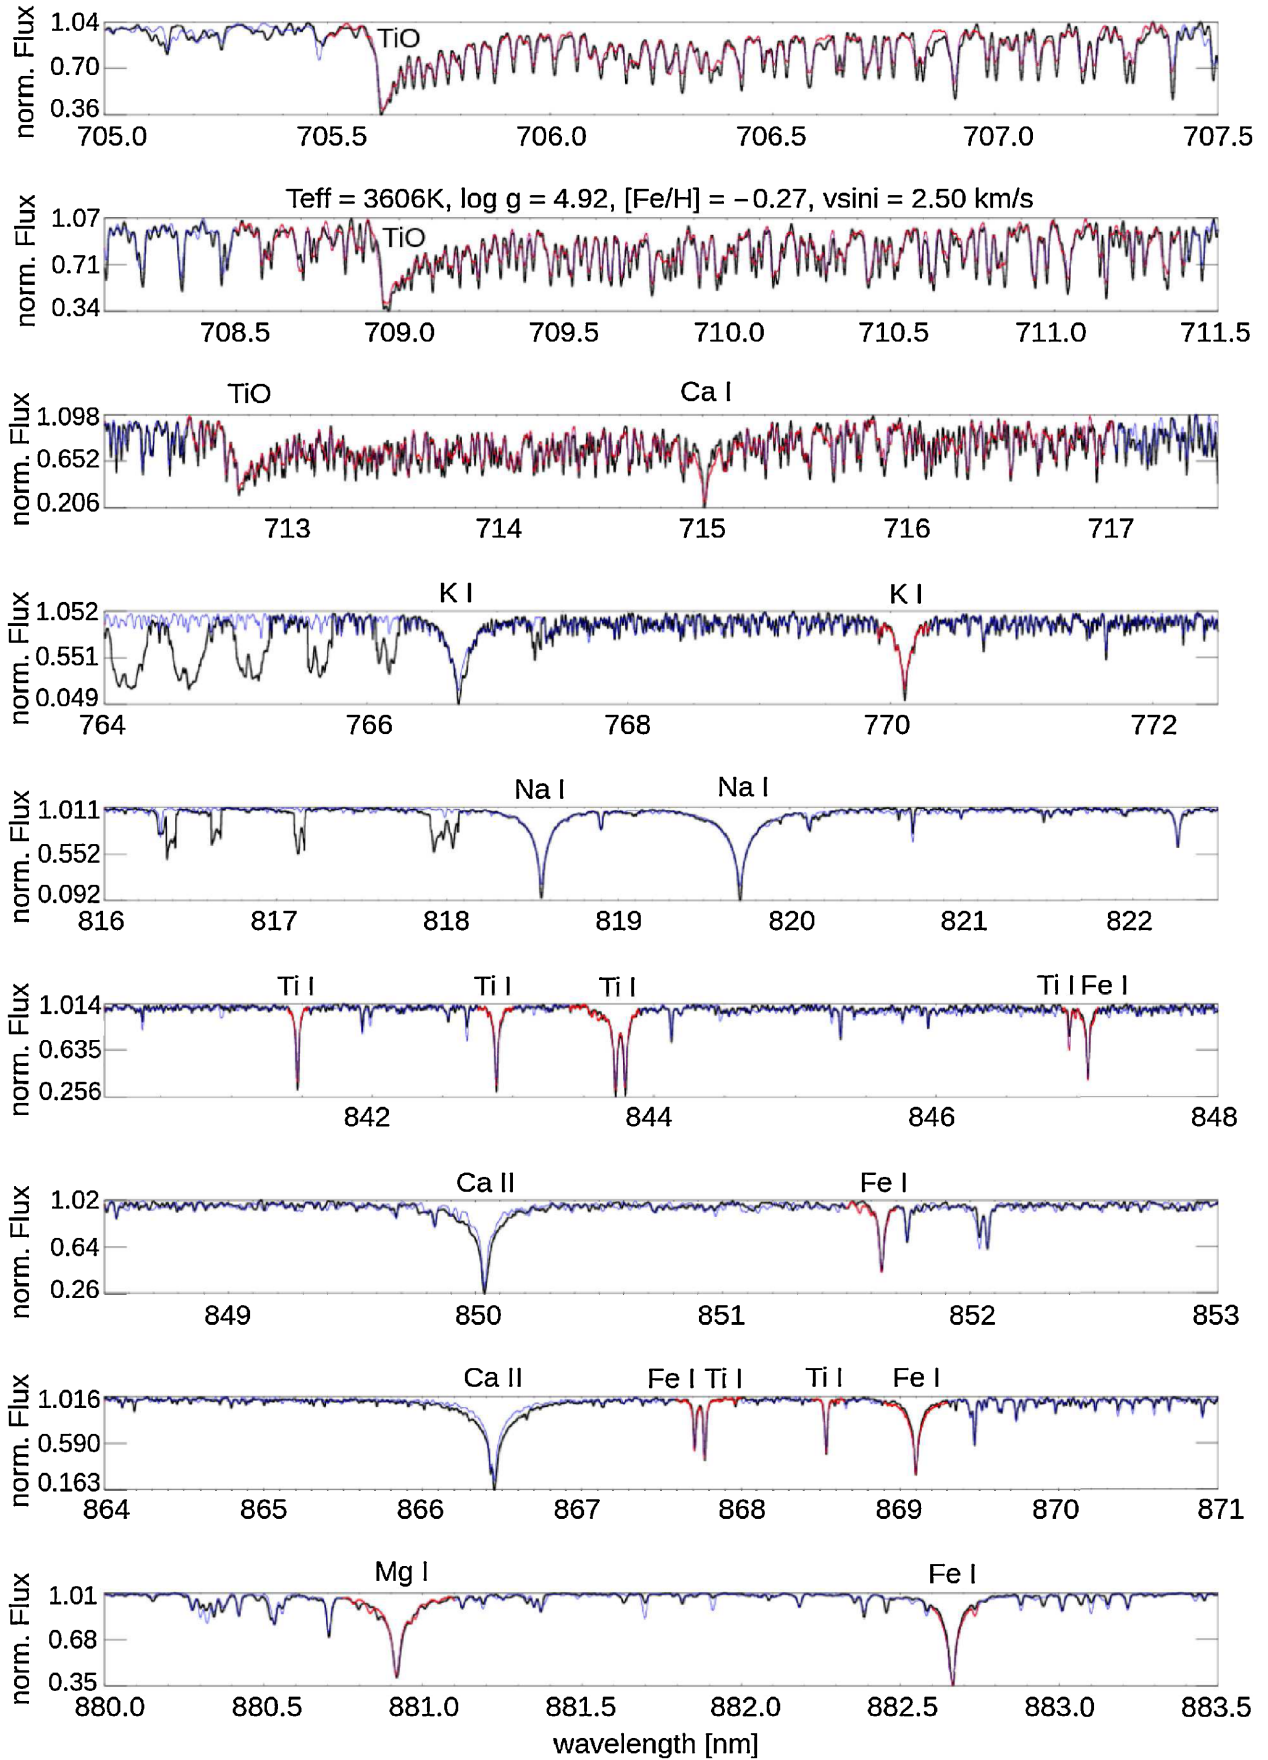 norm. Flux
1.04
0.70
0.36
TiO
705.0 705.5 706.0 706.5 707.0 707.5
Teff = 3606K, log g = 4.92, [Fe/H] = −0.27, vsini = 2.50 km/s
norm. Flux
1.07
0.71
0.34
TiO
708.5 709.0 709.5 710.0 710.5 711.0 711.5
TiO Ca I
norm. Flux
1.098
0.652
0.206
713 714 715 716 717
K I K I
norm. Flux
1.052
0.551
0.049
764 766 768 770 772
Na I Na I
norm. Flux
1.011
0.552
0.092
816 817 818 819 820 821 822
Ti I Ti I Ti I Ti I Fe I
norm. Flux
1.014
0.635
0.256
842 844 846 848
Ca II Fe I
norm. Flux
1.02
0.64
0.26
849 850 851 852 853
Ca II Fe I Ti I Ti I Fe I
norm. Flux
1.016
0.590
0.163
864 865 866 867 868 869 870 871
Mg I Fe I
norm. Flux
1.01
0.68
0.35
880.0 880.5 881.0 881.5 882.0 882.5 883.0 883.5
wavelength [nm]